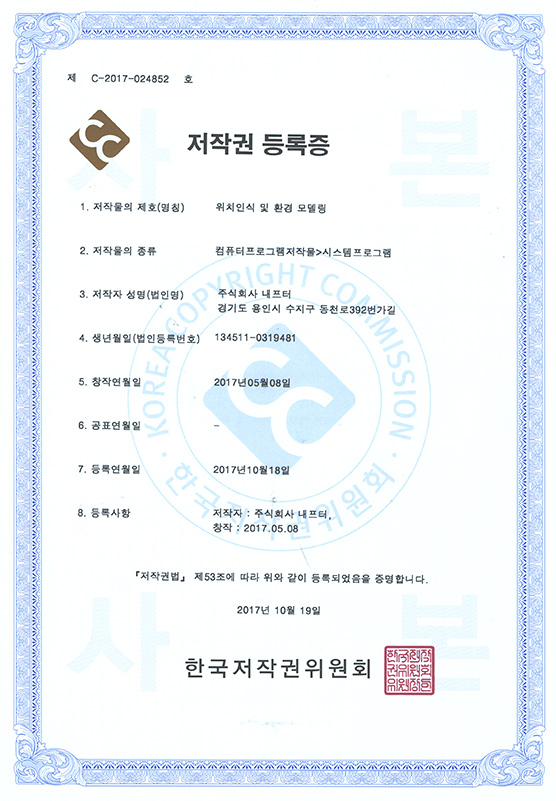 제 C-2017-024852 호
CC
저작권 등록증
1. 저작물의 제호(명칭) 위치인식 및 환경 모델링
2. 저작물의 종류 컴퓨터프로그램저작물>시스템프로그램
3. 저작자 성명(법인명) 주식회사 내프터
경기도 용인시 수지구 동천로392번가길
4. 생년월일(법인등록번호) 134511-0319481
5. 창작연월일 2017년05월08일
6. 공표연월일 -
7. 등록연월일 2017년10월18일
8. 등록사항 저작자 : 주식회사 내프터,
창작 : 2017.05.08
『저작권법』 제53조에 따라 위와 같이 등록되었음을 증명합니다.
2017년 10월 19일
한국저작권위원회
KOREA COPYRIGHT COMMISSION
CC
한국저작권위원회
사본
사본